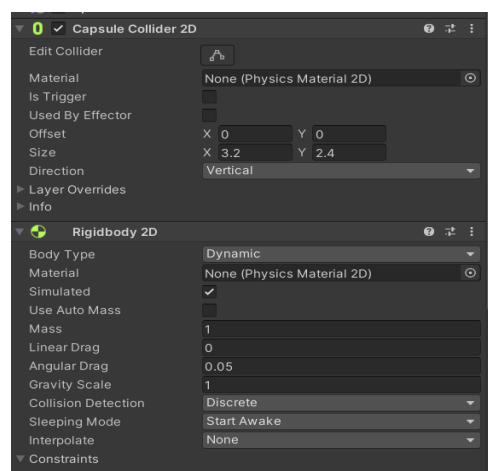 Capsule Collider 2D
Edit Collider
Material None (Physics Material 2D)
Is Trigger
Used By Effector
Offset X 0 Y 0
Size X 3.2 Y 2.4
Direction Vertical
Layer Overrides
Info
Rigidbody 2D
Body Type Dynamic
Material None (Physics Material 2D)
Simulated
Use Auto Mass
Mass 1
Linear Drag 0
Angular Drag 0.05
Gravity Scale 1
Collision Detection Discrete
Sleeping Mode Start Awake
Interpolate None
Constraints